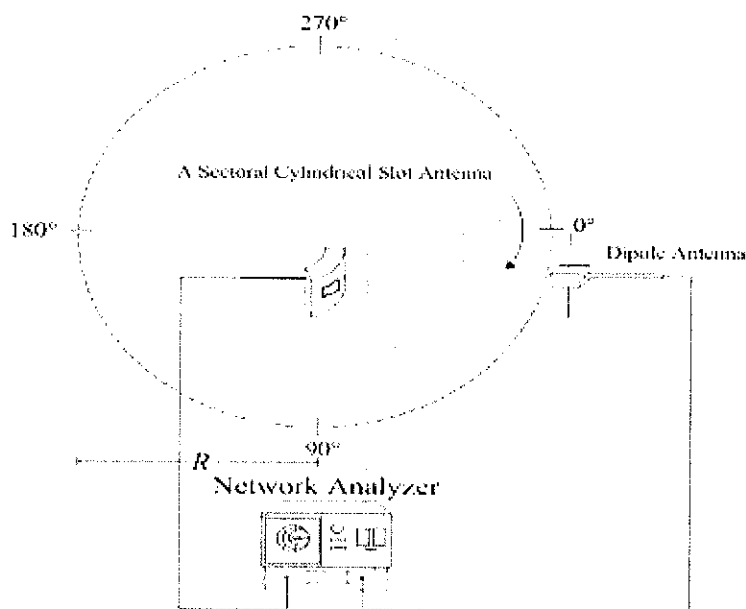 270°
A Sectoral Cylindrical Slot Antenna
180°
0°
Dipole Antenna
90°
R
Network Analyzer